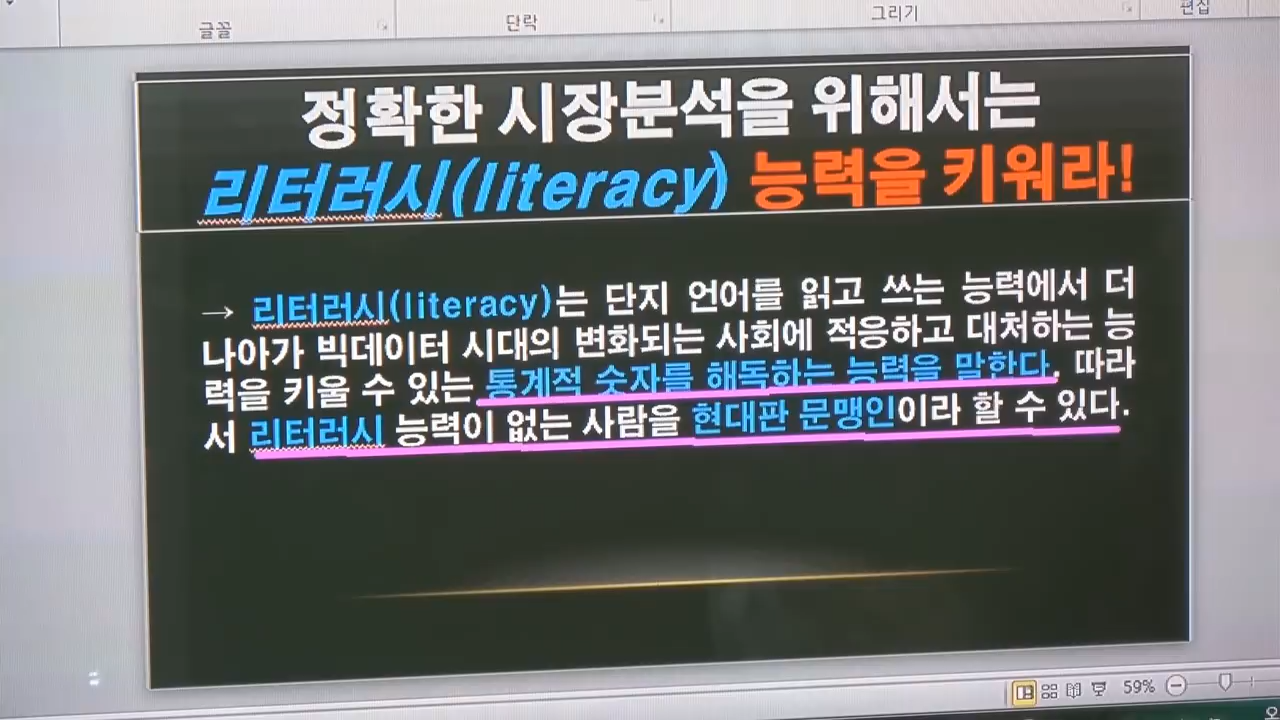 글꼴
단락
그리기
편집
정확한 시장분석을 위해서는
리터러시(literacy) 능력을 키워라!
→ 리터러시(literacy)는 단지 언어를 읽고 쓰는 능력에서 더
나아가 빅데이터 시대의 변화되는 사회에 적응하고 대처하는 능
력을 키울 수 있는 통계적 숫자를 해독하는 능력을 말한다. 따라
서 리터러시 능력이 없는 사람을 현대판 문맹인이라 할 수 있다.
59%